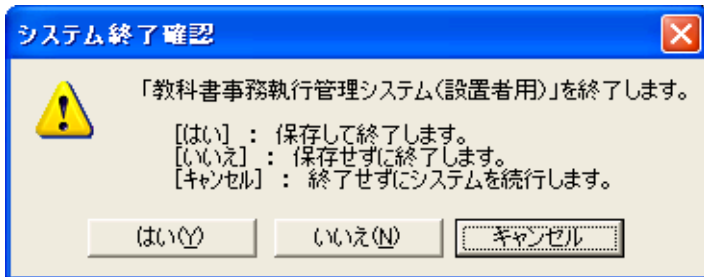 システム終了確認
「教科書事務執行管理システム(設置者用)」を終了します。
[はい] : 保存して終了します。
[いいえ] : 保存せずに終了します。
[キャンセル] : 終了せずにシステムを続行します。
はい(Y) いいえ(N) キャンセル